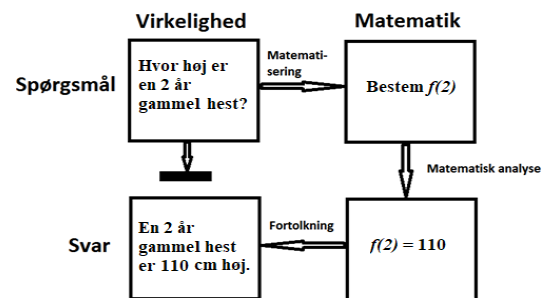 Virkelighed
Matematik
Spørgsmål
Hvor høj er
en 2 år
gammel hest?
Matemati-
sering
Bestem f(2)
Matematisk analyse
Svar
En 2 år
gammel hest
er 110 cm høj.
Fortolkning
f(2) = 110